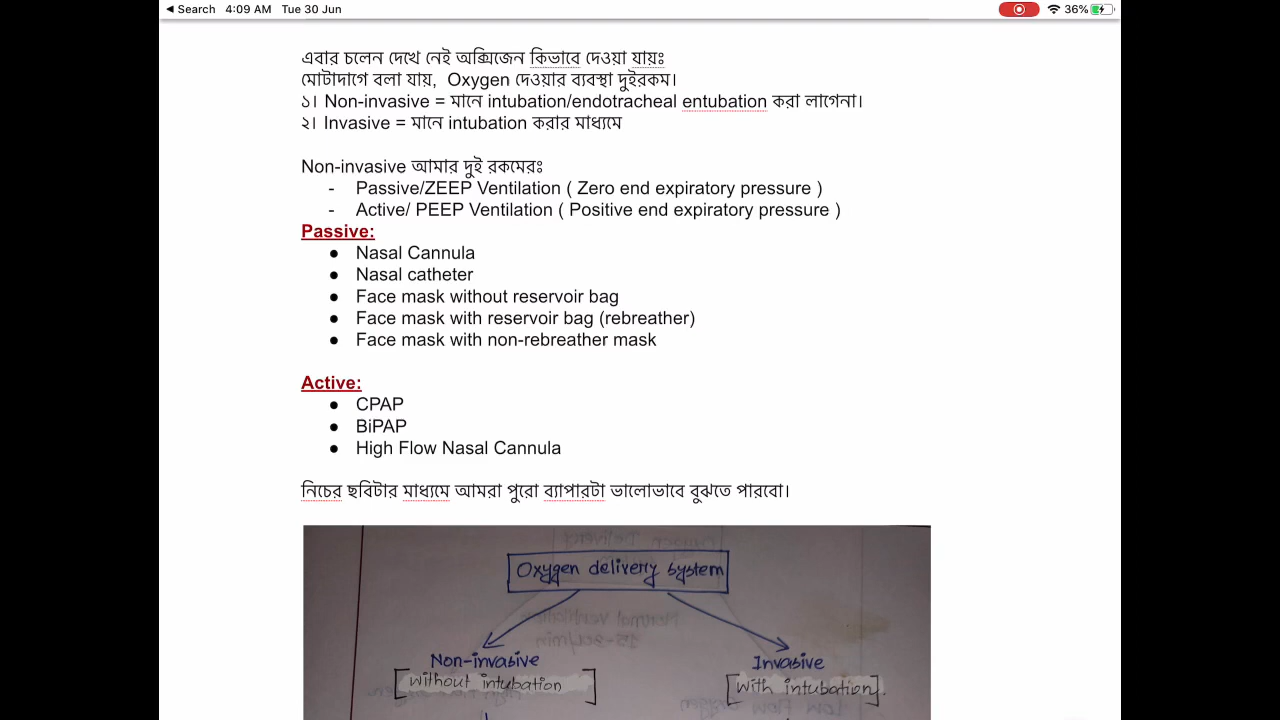 Search 4:09 AM Tue 30 Jun 36%
এবার চলেন দেখে নেই অক্সিজেন কিভাবে দেওয়া যায়ঃ
মোটাদাগে বলা যায়, Oxygen দেওয়ার ব্যবস্থা দুইরকম।
১। Non-invasive = মানে intubation/endotracheal entubation করা লাগেনা।
২। Invasive = মানে intubation করার মাধ্যমে
Non-invasive আমার দুই রকমেরঃ
- Passive/ZEEP Ventilation ( Zero end expiratory pressure )
- Active/ PEEP Ventilation ( Positive end expiratory pressure )
Passive:
● Nasal Cannula
● Nasal catheter
● Face mask without reservoir bag
● Face mask with reservoir bag (rebreather)
● Face mask with non-rebreather mask
Active:
● CPAP
● BiPAP
● High Flow Nasal Cannula
নিচের ছবিটার মাধ্যমে আমরা পুরো ব্যাপারটা ভালোভাবে বুঝতে পারবো।
Oxygen delivery system
Non-invasive Invasive
[without intubation] [with intubation]